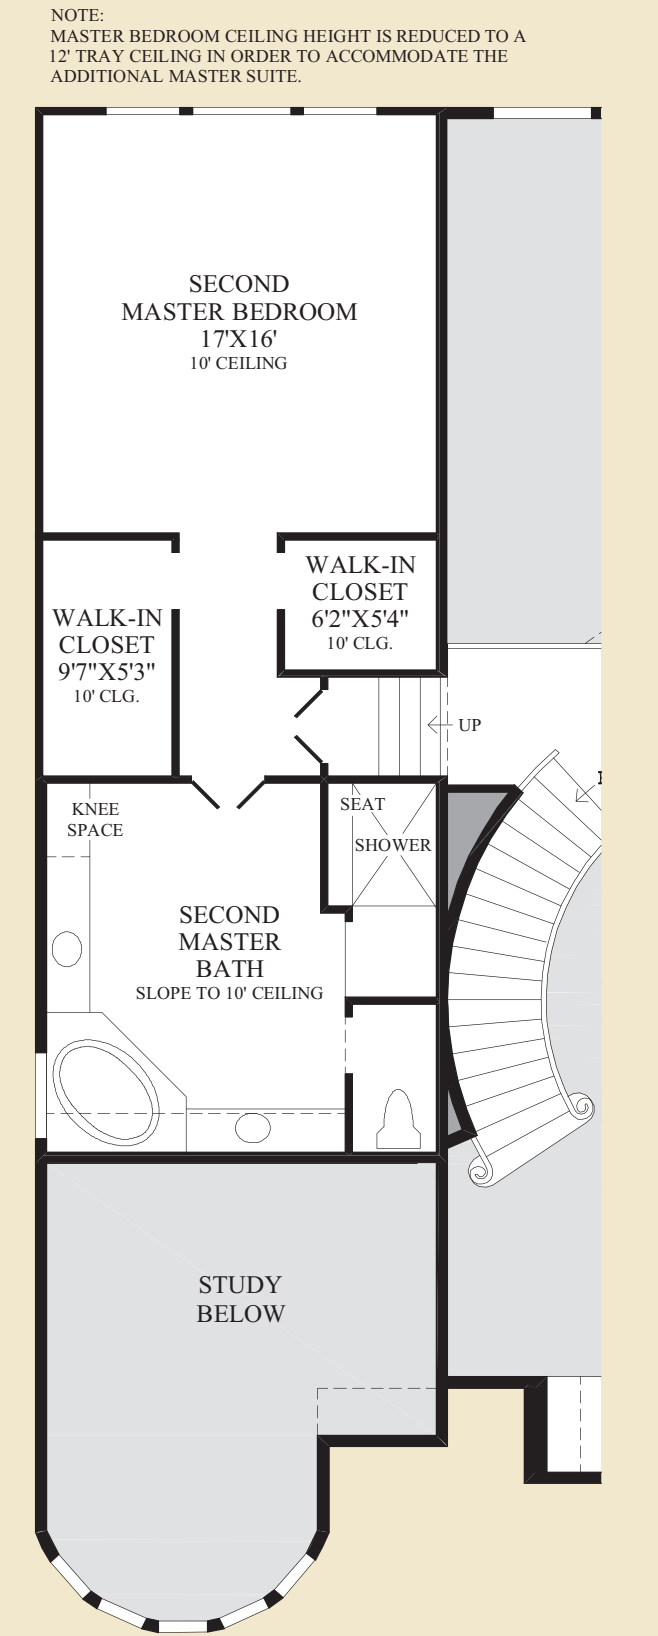 NOTE:
MASTER BEDROOM CEILING HEIGHT IS REDUCED TO A
12' TRAY CEILING IN ORDER TO ACCOMMODATE THE
ADDITIONAL MASTER SUITE.
SECOND
MASTER BEDROOM
17'X16'
10' CEILING
WALK-IN
CLOSET
6'2"X5'4"
10' CLG.
WALK-IN
CLOSET
9'7"X5'3"
10' CLG.
UP
KNEE
SPACE
SEAT
SHOWER
SECOND
MASTER
BATH
SLOPE TO 10' CEILING
STUDY
BELOW